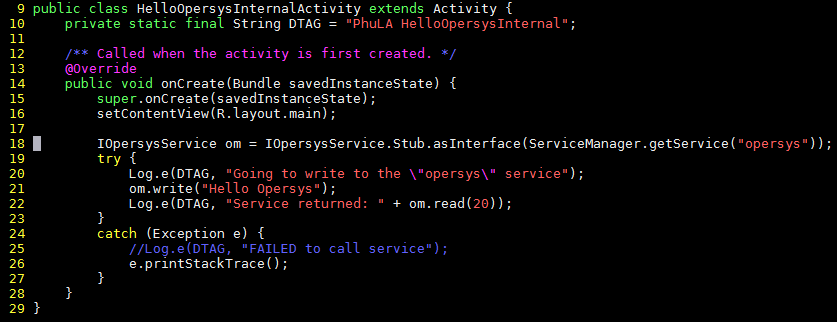 9 public class HelloOpersysInternalActivity extends Activity {
10     private static final String DTAG = "PhuLA HelloOpersysInternal";
11
12     /** Called when the activity is first created. */
13     @Override
14     public void onCreate(Bundle savedInstanceState) {
15         super.onCreate(savedInstanceState);
16         setContentView(R.layout.main);
17
18         IOpersysService om = IOpersysService.Stub.asInterface(ServiceManager.getService("opersys"));
19         try {
20             Log.e(DTAG, "Going to write to the \"opersys\" service");
21             om.write("Hello Opersys");
22             Log.e(DTAG, "Service returned: " + om.read(20));
23         }
24         catch (Exception e) {
25             //Log.e(DTAG, "FAILED to call service");
26             e.printStackTrace();
27         }
28     }
29 }